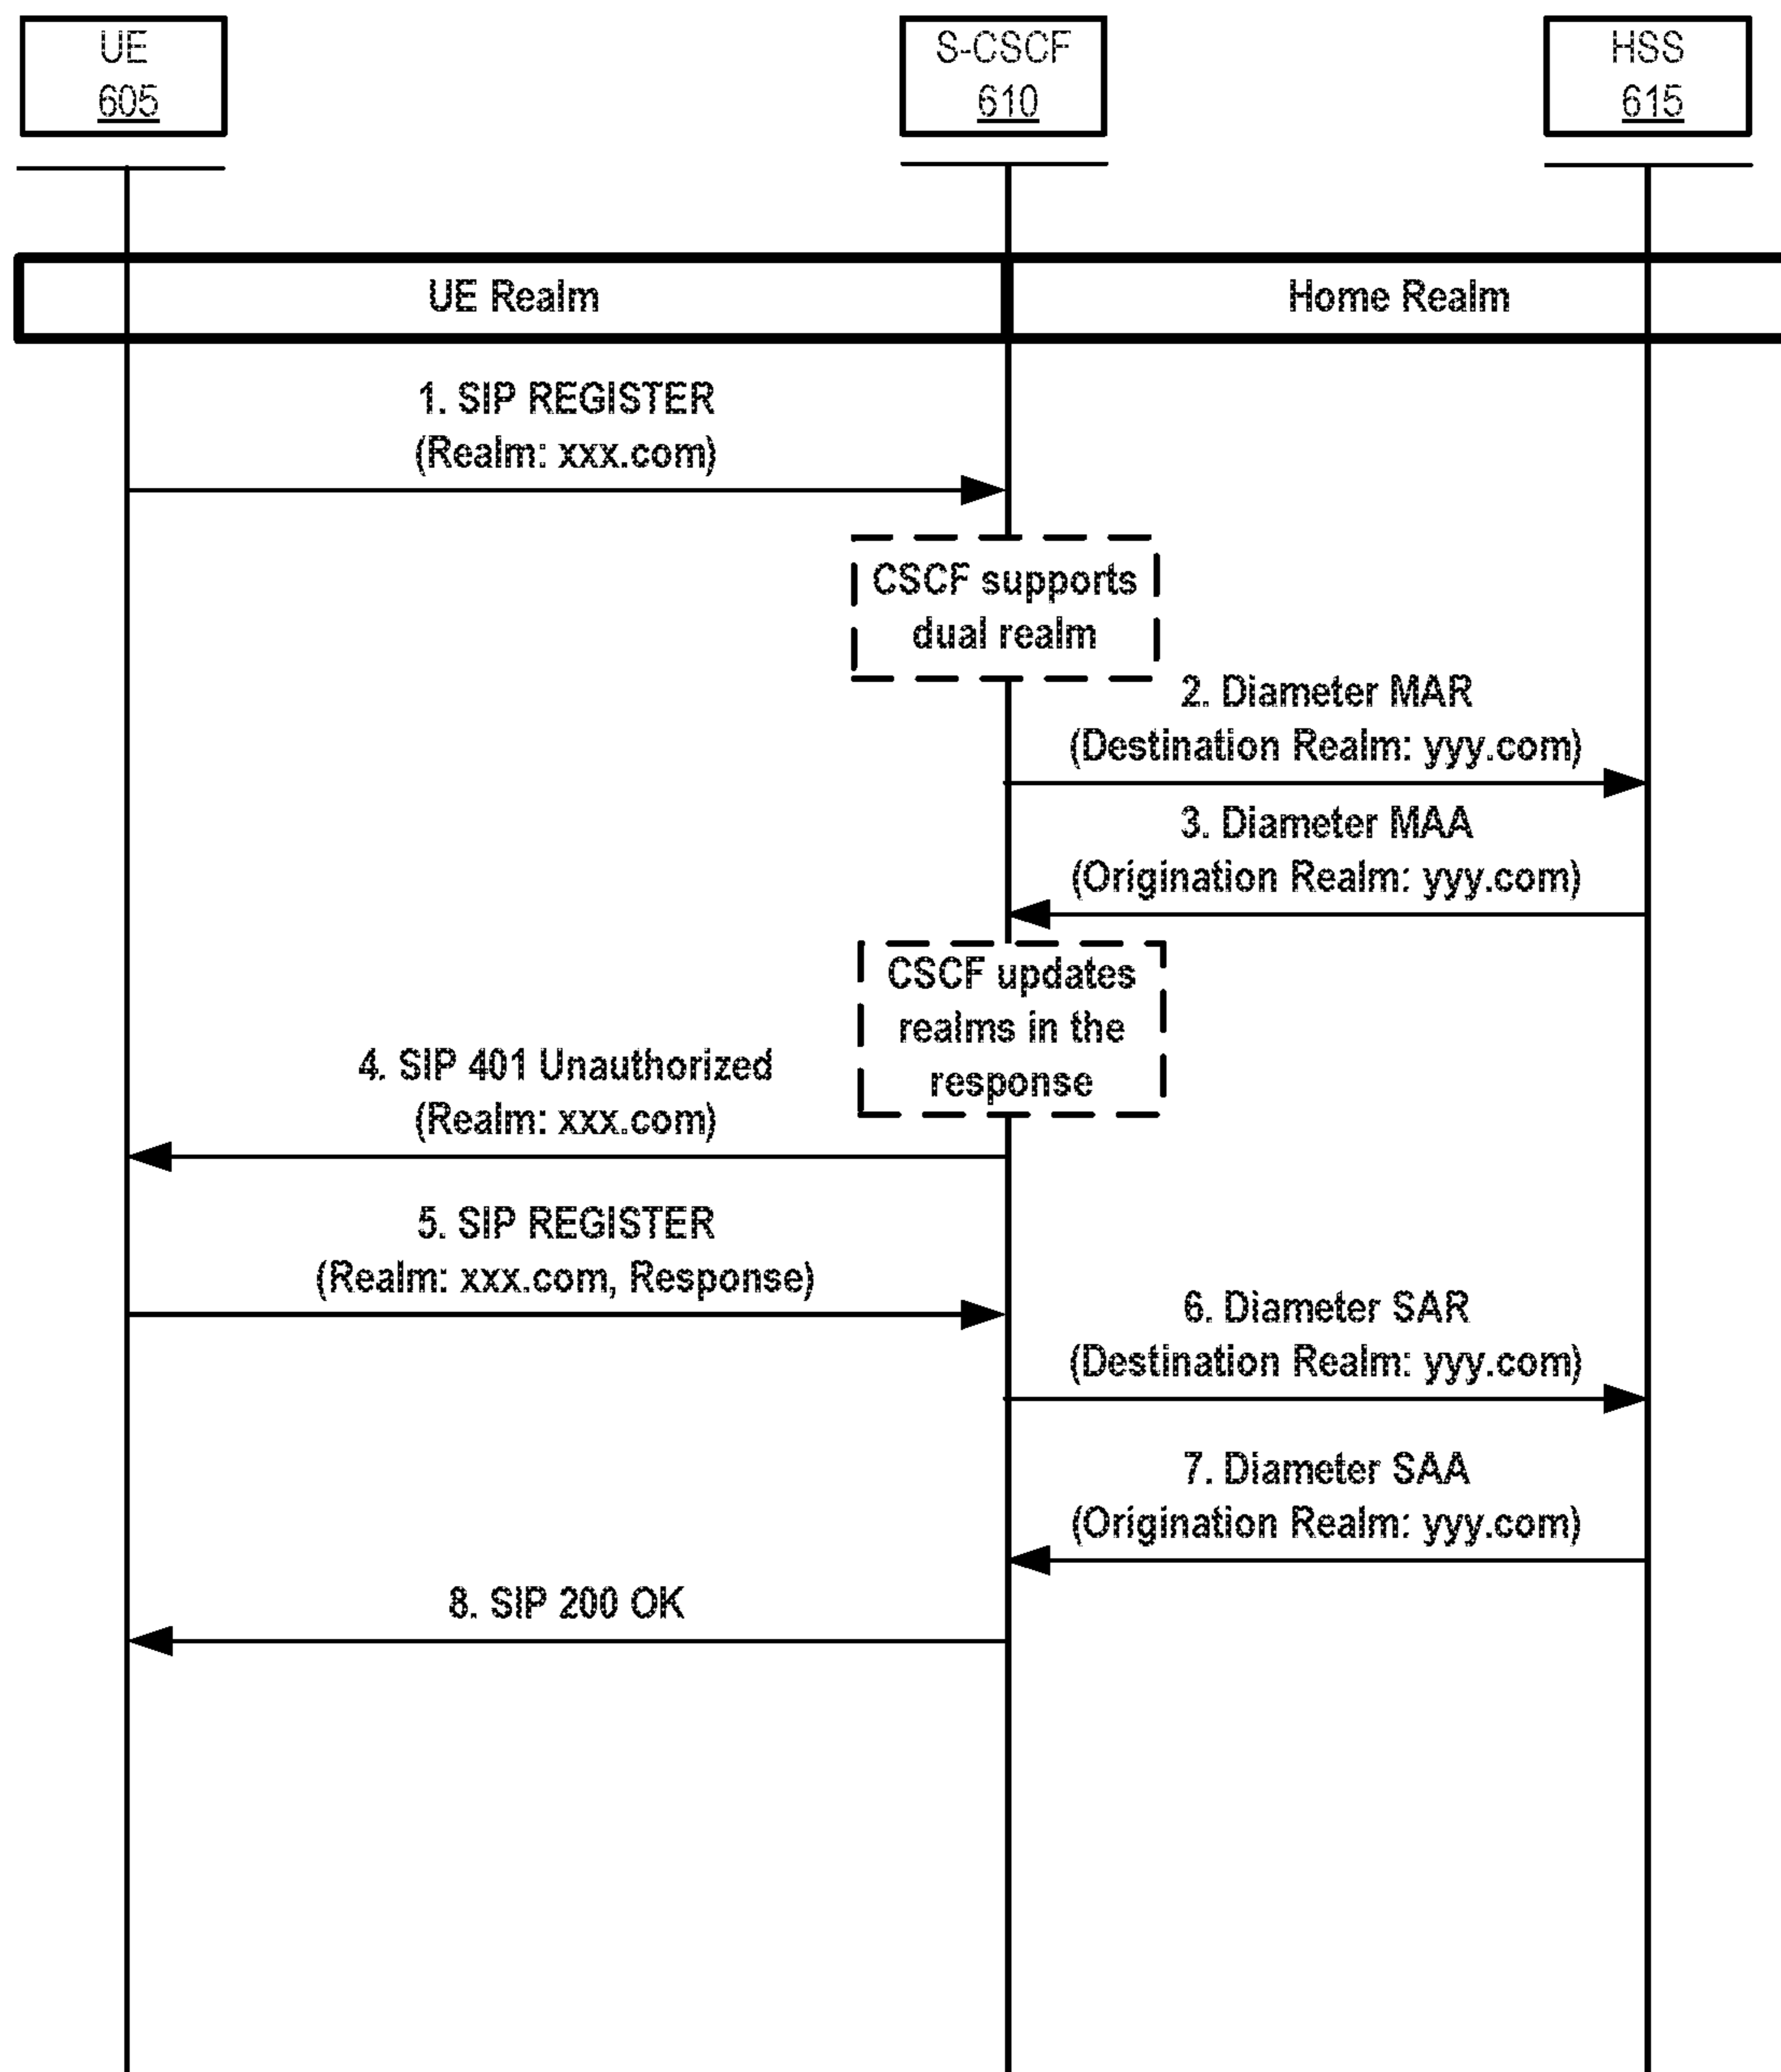 UE
605
S-CSCF
610
HSS
615
UE Realm
Home Realm
1. SIP REGISTER
(Realm: xxx.com)
CSCF supports
dual realm
2. Diameter MAR
(Destination Realm: yyy.com)
3. Diameter MAA
(Origination Realm: yyy.com)
CSCF updates
realms in the
response
4. SIP 401 Unauthorized
(Realm: xxx.com)
5. SIP REGISTER
(Realm: xxx.com, Response)
6. Diameter SAR
(Destination Realm: yyy.com)
7. Diameter SAA
(Origination Realm: yyy.com)
8. SIP 200 OK